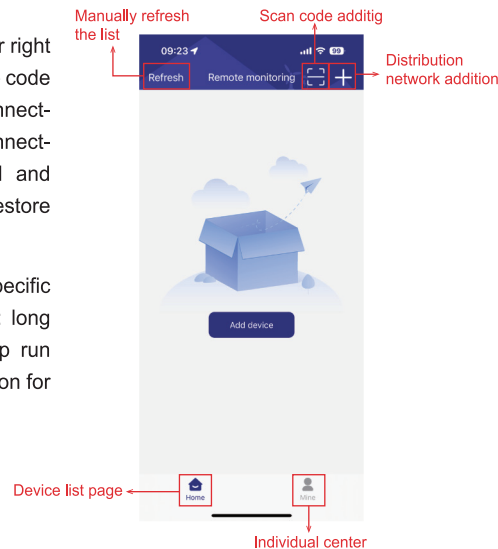 Manually refresh
the list
Scan code additig
r right
code
nnect-
nnect-
and
estore
pecific
long
p run
on for
09:23
99
Refresh
Remote monitoring
Distribution
network addition
Add device
Device list page
Home
Mine
Individual center